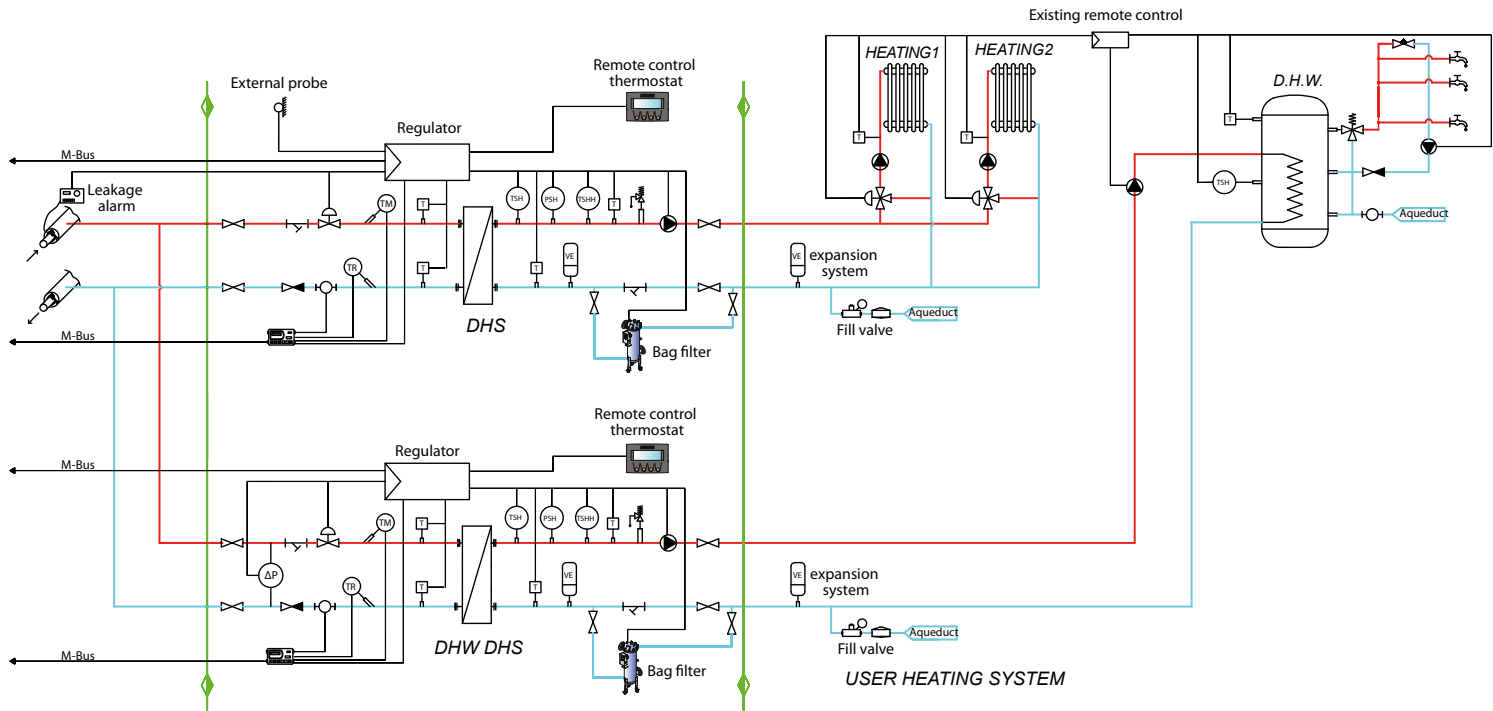 Existing remote control
HEATING1
HEATING2
D.H.W.
External probe
Remote control
thermostat
Regulator
M-Bus
Leakage
alarm
T
T
T
TSH
Aqueduct
TM
T
TSH
PSH
TSHH
T
TR
T
T
VE
VE
expansion
system
DHS
Fill valve
Aqueduct
M-Bus
Bag filter
Remote control
thermostat
Regulator
M-Bus
TM
T
TSH
PSH
TSHH
T
ΔP
TR
T
T
VE
VE
expansion
system
DHW DHS
Fill valve
Aqueduct
M-Bus
Bag filter
USER HEATING SYSTEM